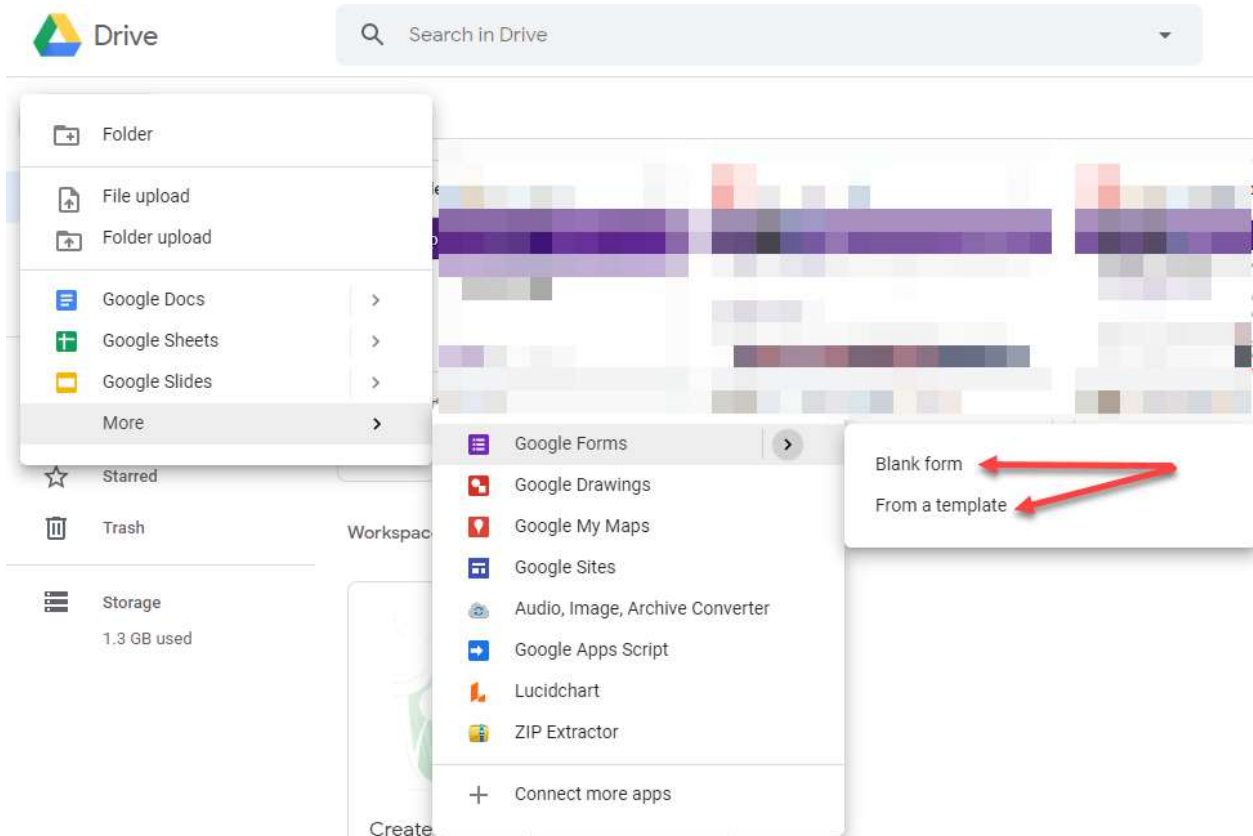 Drive
Search in Drive
Folder
File upload
Folder upload
Google Docs
Google Sheets
Google Slides
More
Starred
Trash
Storage
1.3 GB used
Workspac
Create
Google Forms
Google Drawings
Google My Maps
Google Sites
Audio, Image, Archive Converter
Google Apps Script
Lucidchart
ZIP Extractor
Connect more apps
Blank form
From a template